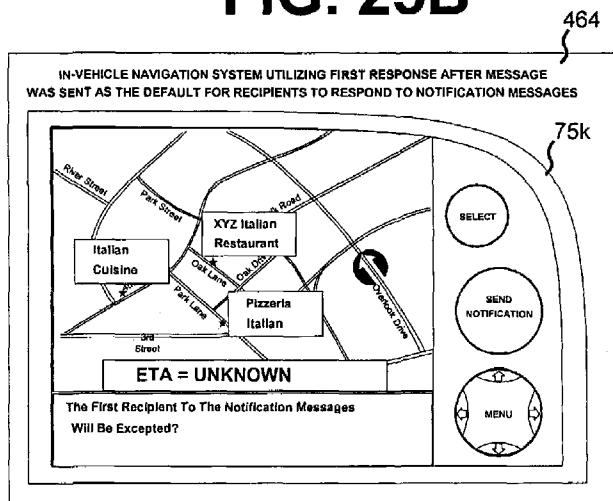 FIG. 25B
464
IN-VEHICLE NAVIGATION SYSTEM UTILIZING FIRST RESPONSE AFTER MESSAGE
WAS SENT AS THE DEFAULT FOR RECIPIENTS TO RESPOND TO NOTIFICATION MESSAGES
75k
River Street
Park Street
Road
XYZ Italian
Restaurant
SELECT
Italian
Cuisine
Oak Lane
Oak
Overlook Drive
Park Lane
Pizzeria
Italian
SEND
NOTIFICATION
3rd
Street
ETA = UNKNOWN
The First Recipient To The Notification Messages
Will Be Excepted?
MENU